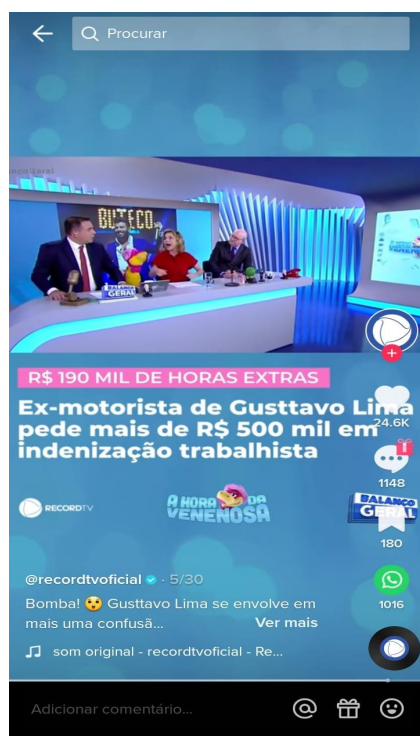 Procurar
BUTECO
BALANÇO
GERAL
R$ 190 MIL DE HORAS EXTRAS
Ex-motorista de Gusttavo Lima
pede mais de R$ 500 mil em
indenização trabalhista
24.6K
1148
RECORDTV
A HORA DA
VENENOSA
BALANÇO
GERAL
180
@recordtvoficial · 5/30
1016
Bomba! 😲 Gusttavo Lima se envolve em
mais uma confusã... Ver mais
som original - recordtvoficial - Re...
Adicionar comentário...